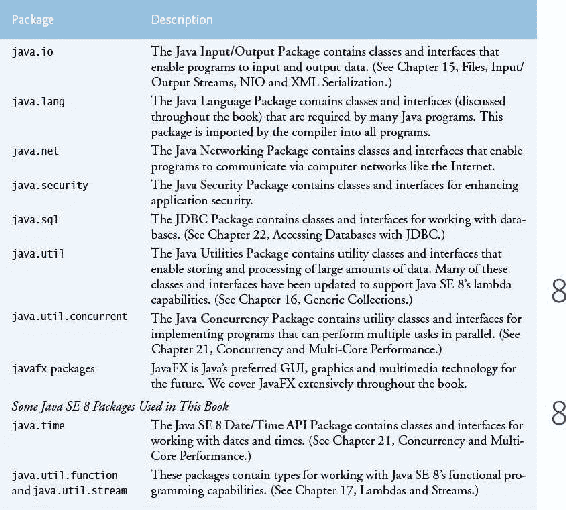 Package Description
java.io The Java Input/Output Package contains classes and interfaces that
enable programs to input and output data. (See Chapter 15, Files, Input/
Output Streams, NIO and XML Serialization.)
java.lang The Java Language Package contains classes and interfaces (discussed
throughout the book) that are required by many Java programs. This
package is imported by the compiler into all programs.
java.net The Java Networking Package contains classes and interfaces that enable
programs to communicate via computer networks like the Internet.
java.security The Java Security Package contains classes and interfaces for enhancing
application security.
java.sql The JDBC Package contains classes and interfaces for working with data-
bases. (See Chapter 22, Accessing Databases with JDBC.)
java.util The Java Utilities Package contains utility classes and interfaces that
enable storing and processing of large amounts of data. Many of these
classes and interfaces have been updated to support Java SE 8's lambda
capabilities. (See Chapter 16, Generic Collections.)
8
java.util.concurrent The Java Concurrency Package contains utility classes and interfaces for
implementing programs that can perform multiple tasks in parallel. (See
Chapter 21, Concurrency and Multi-Core Performance.)
javafx packages JavaFX is Java's preferred GUI, graphics and multimedia technology for
the future. We cover JavaFX extensively throughout the book.
Some Java SE 8 Packages Used in This Book
8
java.time The Java SE 8 Date/Time API Package contains classes and interfaces for
working with dates and times. (See Chapter 21, Concurrency and Multi-
Core Performance.)
java.util.function These packages contain types for working with Java SE 8's functional pro-
and java.util.stream gramming capabilities. (See Chapter 17, Lambdas and Streams.)